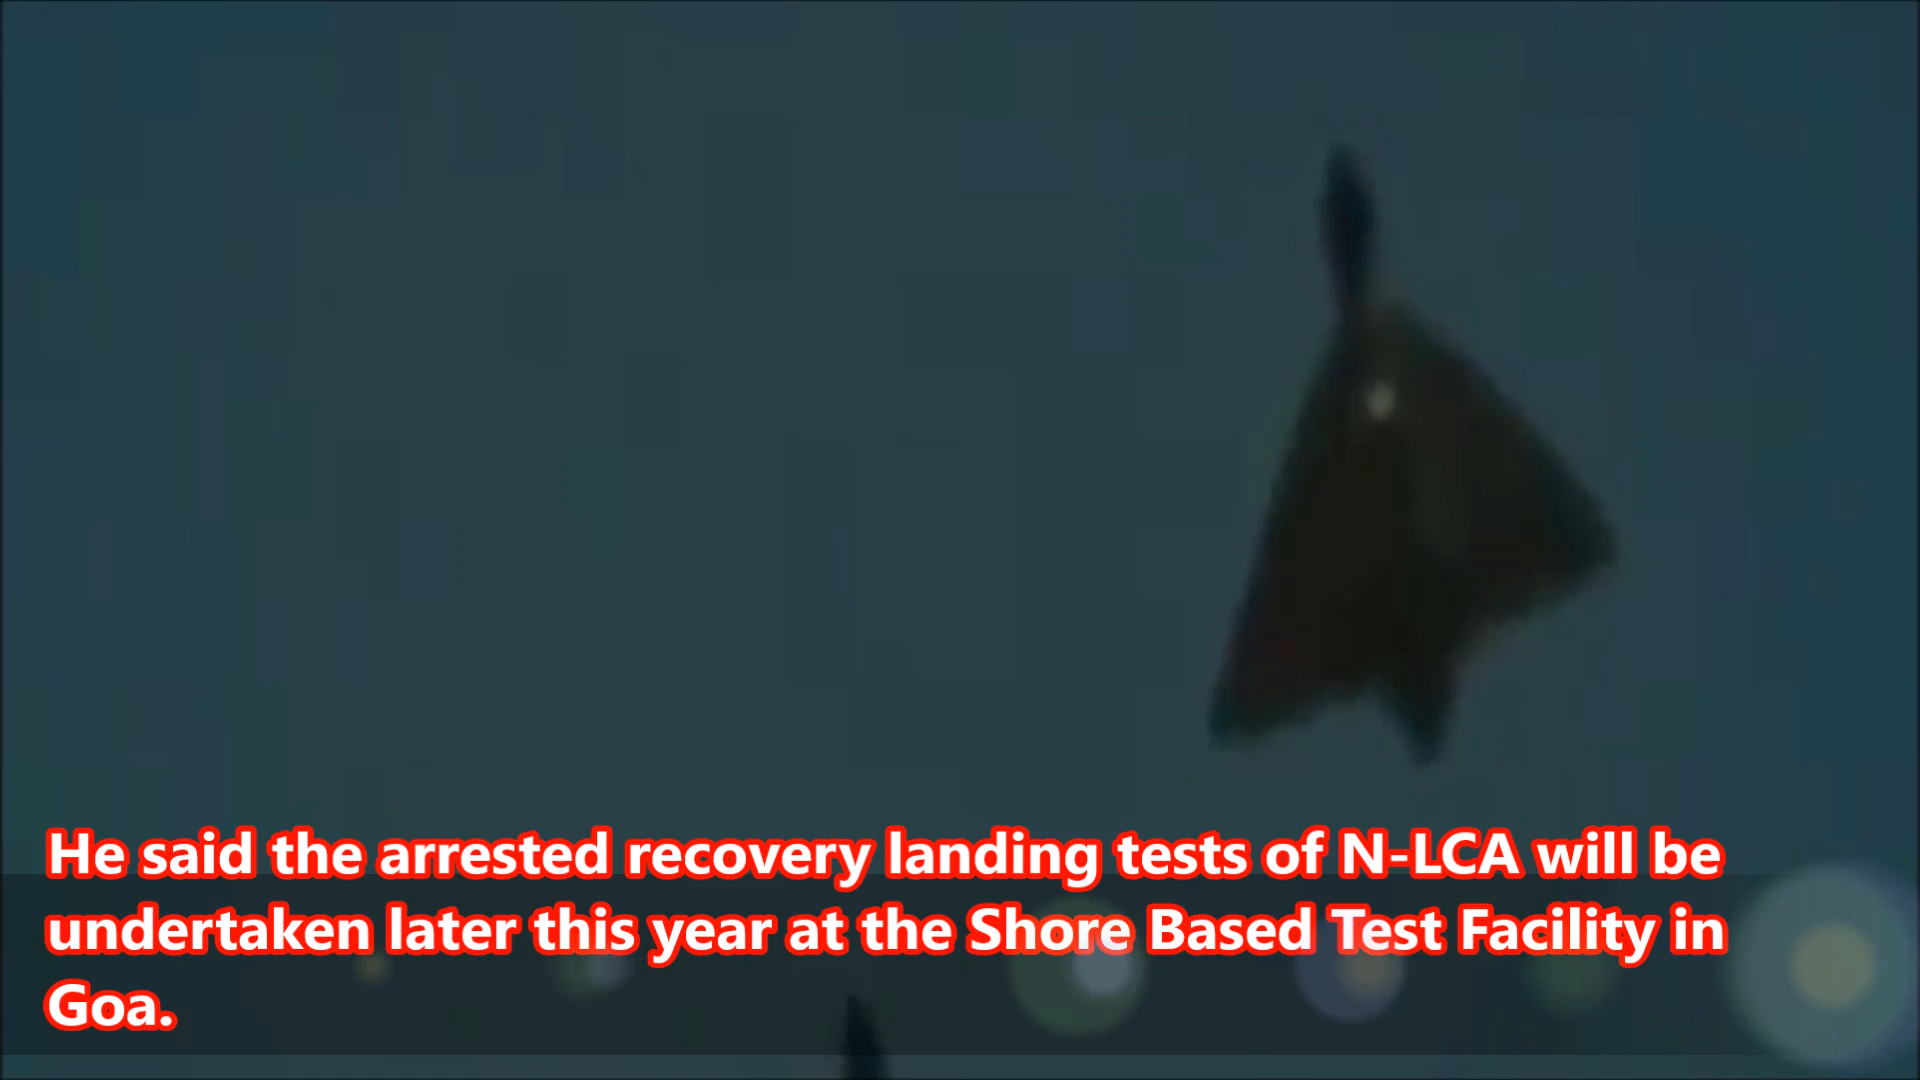 He said the arrested recovery landing tests of N-LCA will be
undertaken later this year at the Shore Based Test Facility in
Goa.